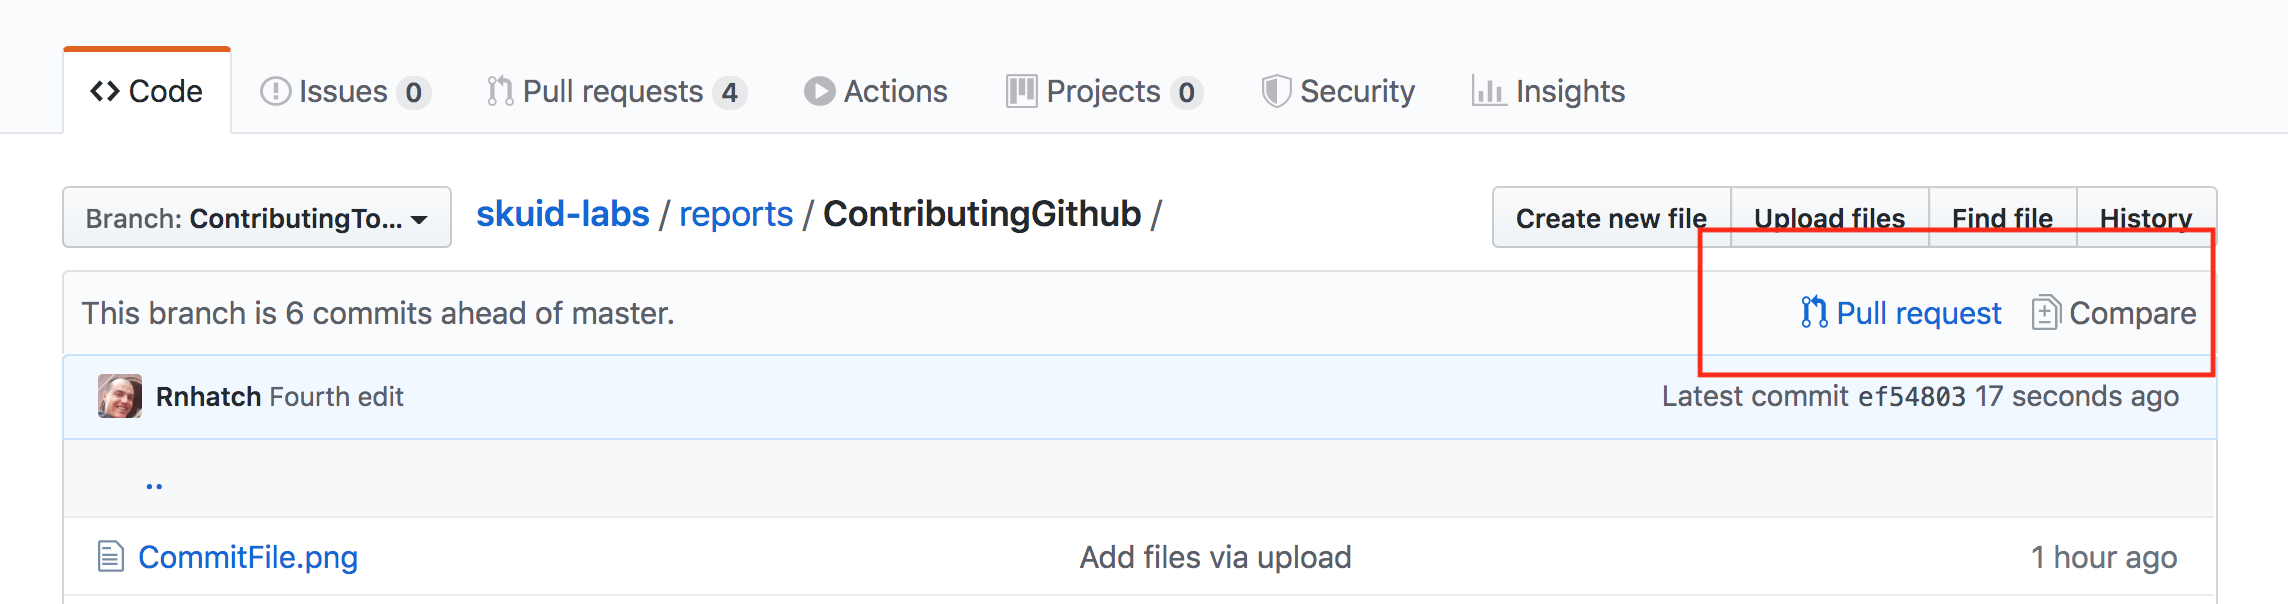 Code Issues 0 Pull requests 4 Actions Projects 0 Security Insights
Branch: ContributingTo... skuid-labs / reports / ContributingGithub / Create new file Upload files Find file History
This branch is 6 commits ahead of master. Pull request Compare
Rnhatch Fourth edit Latest commit ef54803 17 seconds ago
..
CommitFile.png Add files via upload 1 hour ago